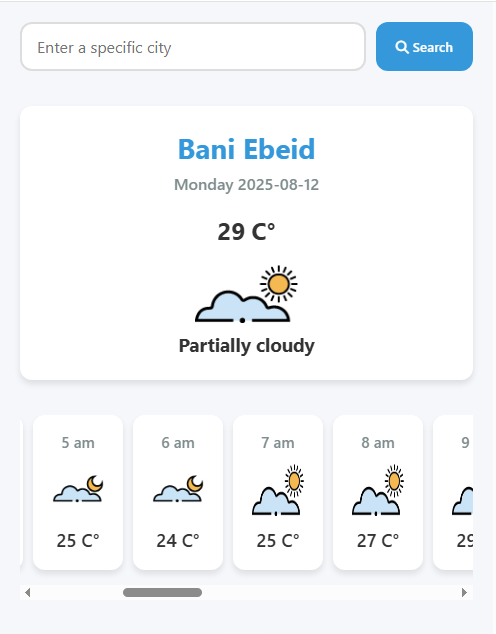 Enter a specific city
Search
Bani Ebeid
Monday 2025-08-12
29 C°
Partially cloudy
5 am
6 am
7 am
8 am
9
25 C°
24 C°
25 C°
27 C°
29